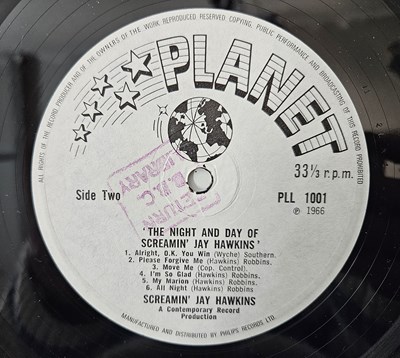 ALL RIGHTS OF THE RECORD PRODUCER AND OF THE OWNERS OF THE WORK REPRODUCED RESERVED. COPYING, PUBLIC PERFORMANCE AND BROADCASTING OF THIS RECORD PROHIBITED
PLANET
33⅓ r.p.m.
Side Two
RETURN
B.B.C.
LIBRARY
PLL 1001
℗ 1966
'THE NIGHT AND DAY OF
SCREAMIN' JAY HAWKINS'
1. Alright, O.K. You Win (Wyche) Southern.
2. Please Forgive Me (Hawkins) Robbins.
3. Move Me (Cop. Control).
4. I'm So Glad (Hawkins) Robbins.
5. My Marion (Hawkins) Robbins.
6. All Night (Hawkins) Robbins.
SCREAMIN' JAY HAWKINS
A Contemporary Record
Production
MANUFACTURED AND DISTRIBUTED BY PHILIPS RECORDS LTD.